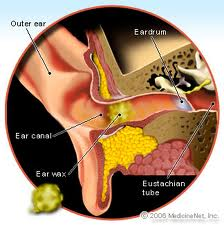 Outer ear
Eardrum
Ear canal
Ear wax
Eustachian
tube
© 2006 MedicineNet, Inc.